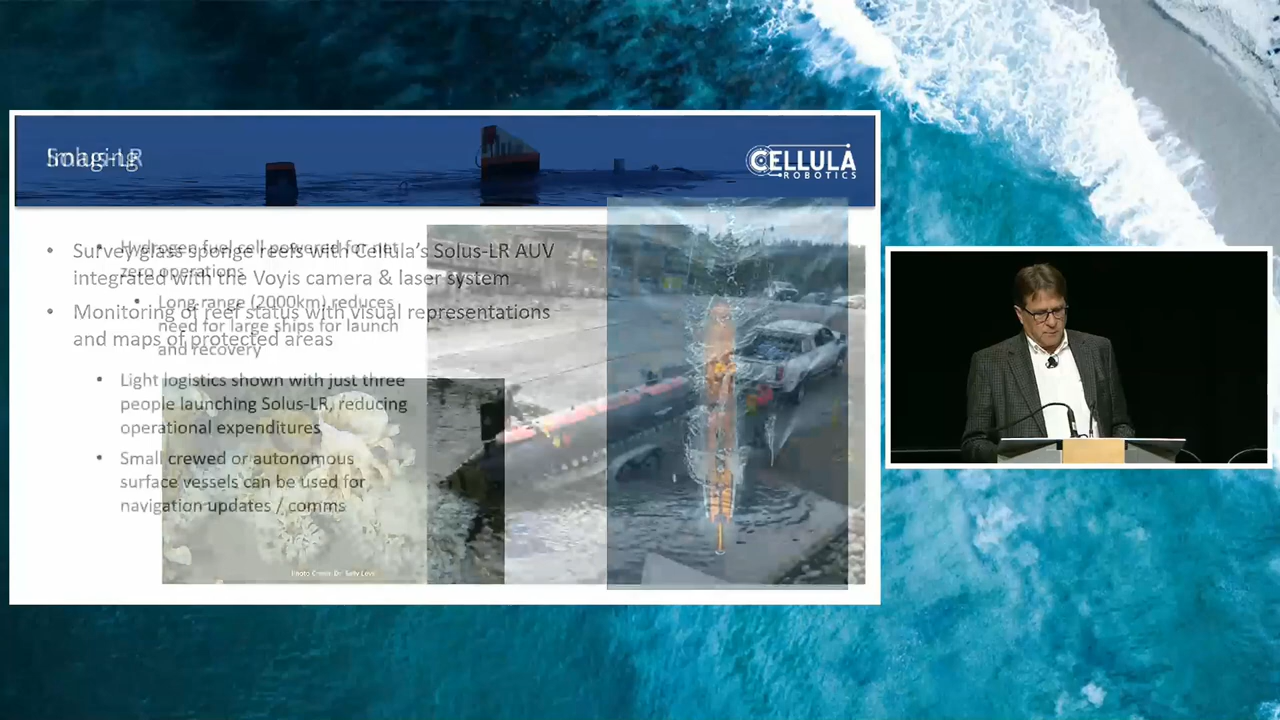 Imaging
Solus-LR
CELLULA
ROBOTICS
• Survey glass sponge reefs with Cellula's Solus-LR AUV
integrated with the Voyis camera & laser system
• Monitoring of reef status with visual representations
and maps of protected areas
• Hydrogen fuel cell powered for net
zero operations
• Long range (2000km) reduces
need for large ships for launch
and recovery
• Light logistics shown with just three
people launching Solus-LR, reducing
operational expenditures
• Small crewed or autonomous
surface vessels can be used for
navigation updates / comms
Photo Credit: Dr. Sally Leys